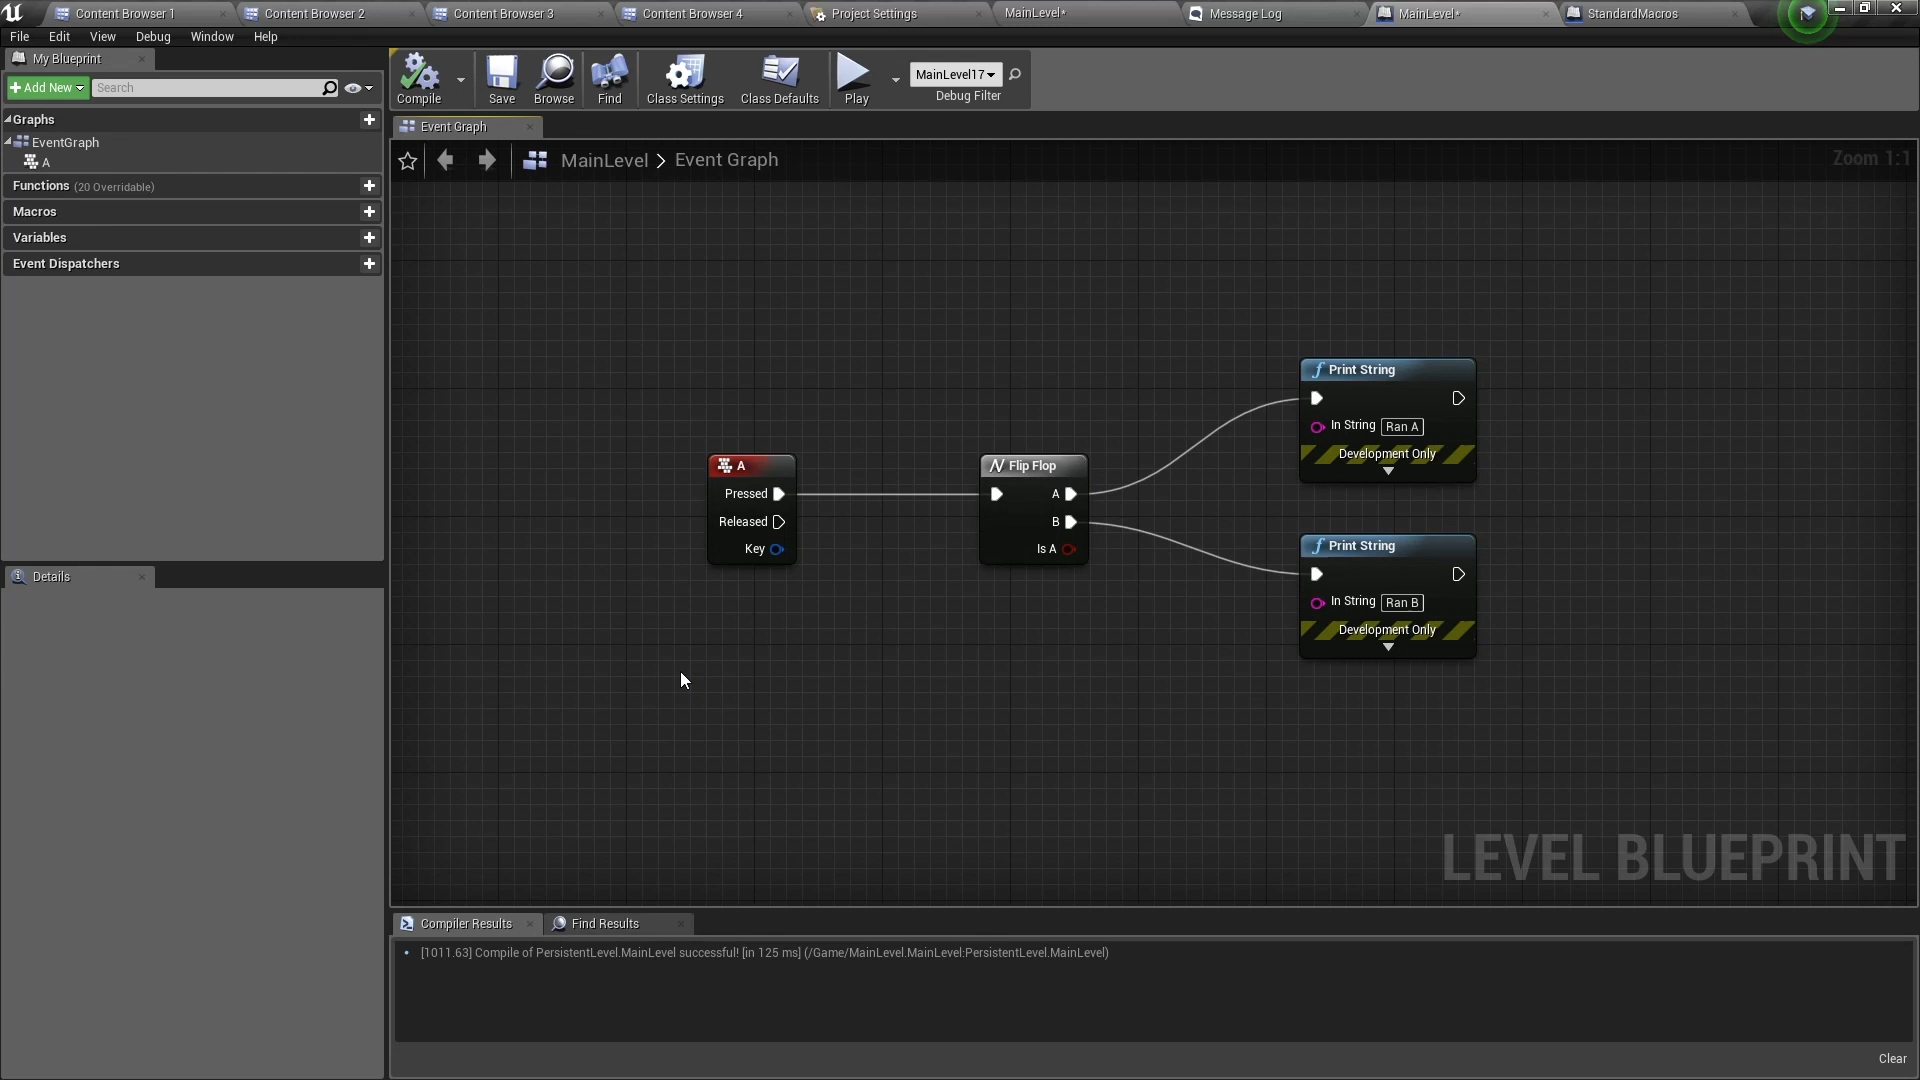 Content Browser 1
Content Browser 2
Content Browser 3
Content Browser 4
Project Settings
MainLevel*
Message Log
MainLevel*
StandardMacros
File Edit View Debug Window Help
My Blueprint
Add New
Search
Graphs
EventGraph
A
Functions (20 Overridable)
Macros
Variables
Event Dispatchers
Details
Compile
Save
Browse
Find
Class Settings
Class Defaults
Play
MainLevel17
Debug Filter
Event Graph
MainLevel > Event Graph
Zoom 1:1
A
Pressed
Released
Key
Flip Flop
A
B
Is A
Print String
In String Ran A
Development Only
Print String
In String Ran B
Development Only
LEVEL BLUEPRINT
Compiler Results
Find Results
[1011.63] Compile of PersistentLevel.MainLevel successful! [in 125 ms] (/Game/MainLevel.MainLevel:PersistentLevel.MainLevel)
Clear